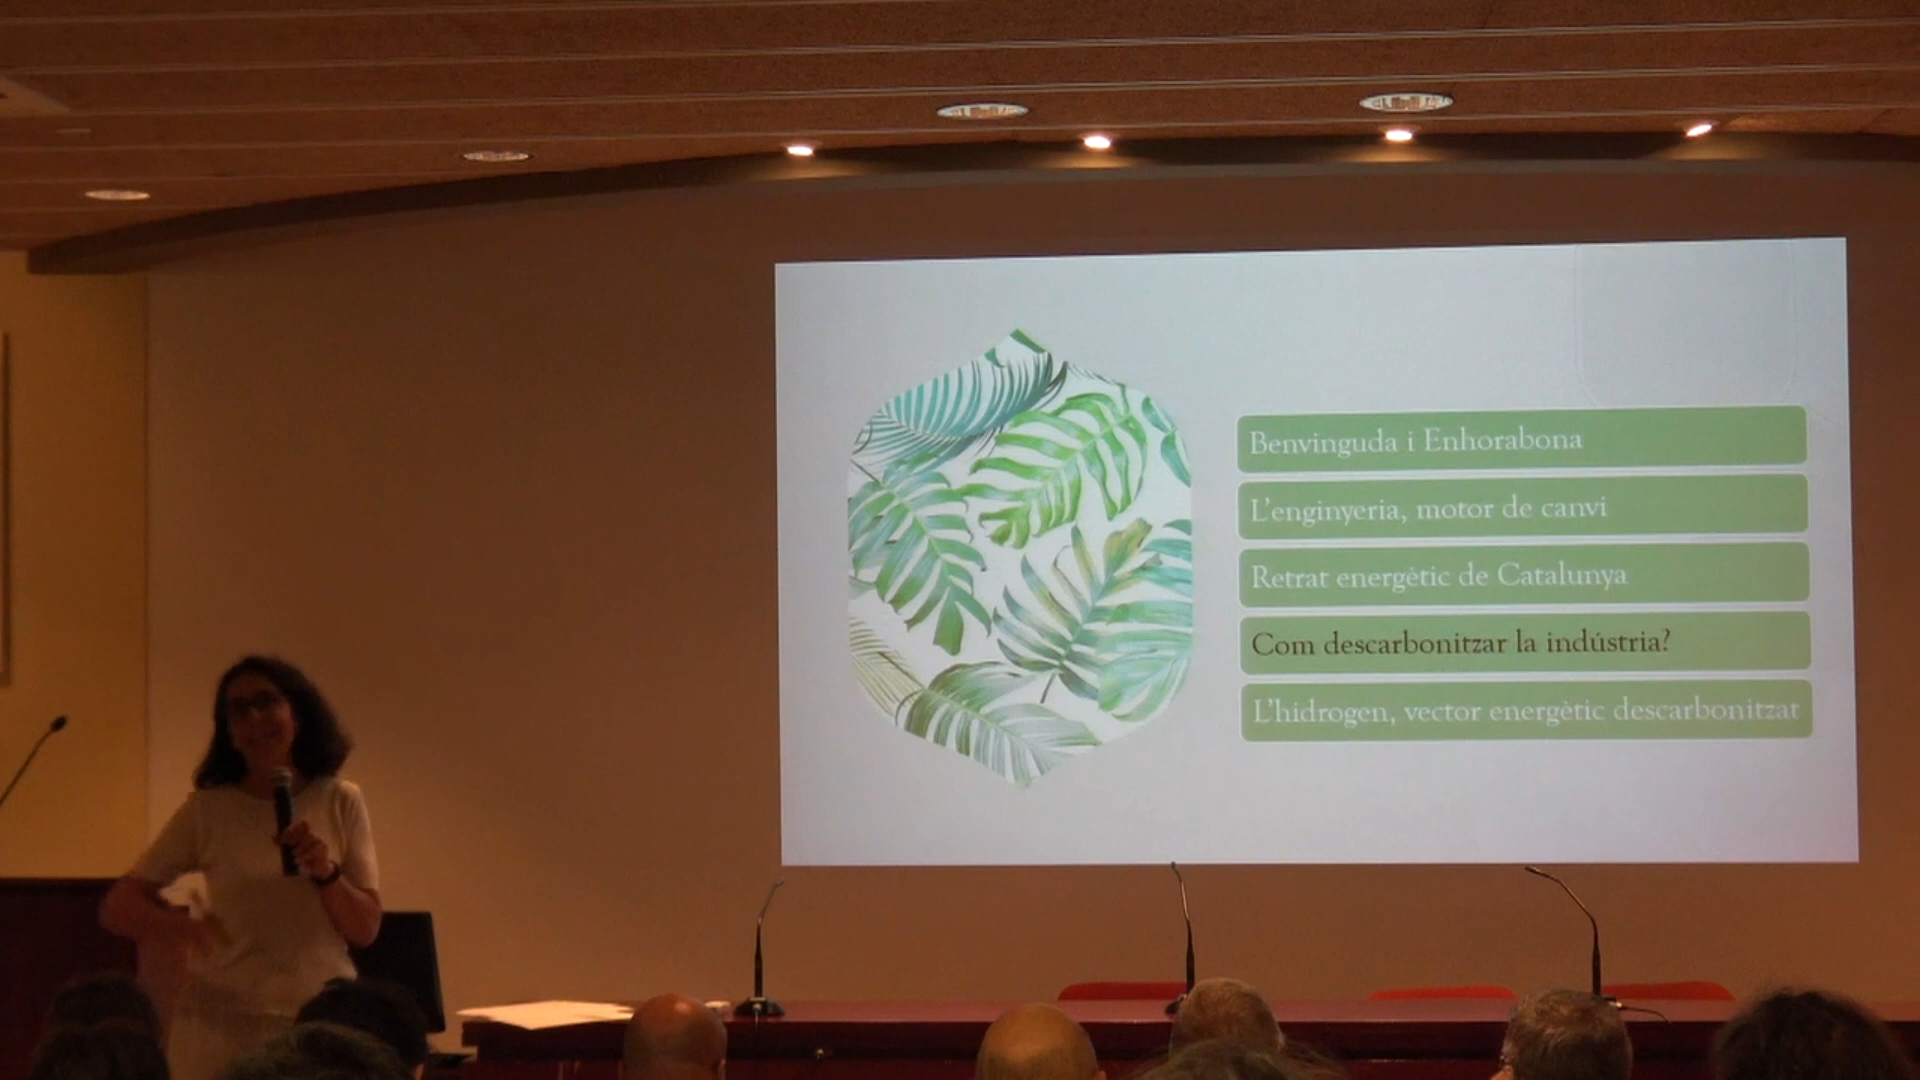 Benvinguda i Enhorabona
L'enginyeria, motor de canvi
Retrat energètic de Catalunya
Com descarbonitzar la indústria?
L'hidrogen, vector energètic descarbonitzat